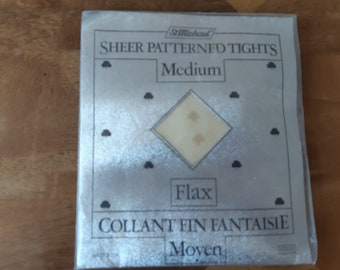 St Michael
SHEER PATTERNED TIGHTS
Medium
Flax
COLLANT FIN FANTAISIE
Moyen